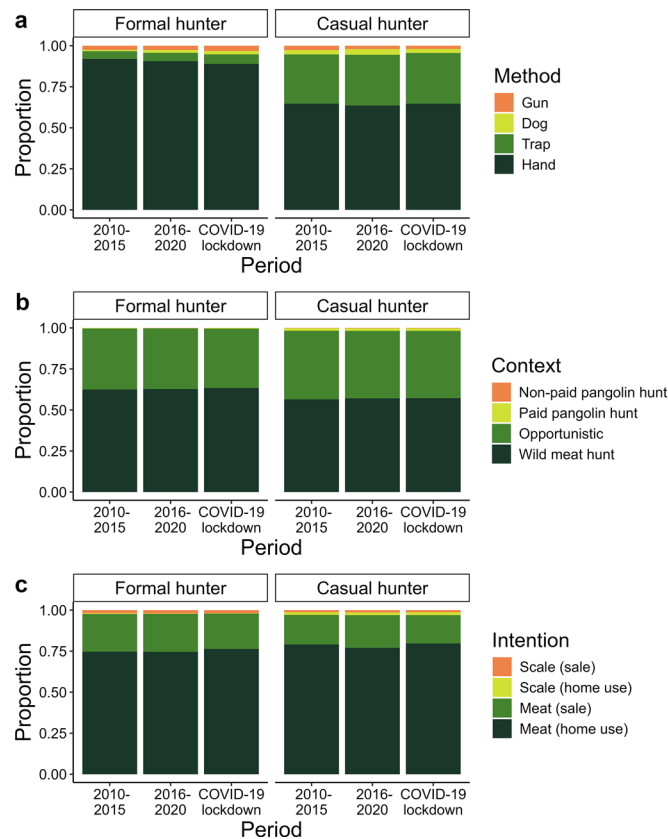 a
Formal hunter
Casual hunter
Proportion
1.00
0.75
0.50
0.25
0.00
2010-
2015
2016-
2020
COVID-19
lockdown
2010-
2015
2016-
2020
COVID-19
lockdown
Period
Method
Gun
Dog
Trap
Hand
b
Formal hunter
Casual hunter
Proportion
1.00
0.75
0.50
0.25
0.00
2010-
2015
2016-
2020
COVID-19
lockdown
2010-
2015
2016-
2020
COVID-19
lockdown
Period
Context
Non-paid pangolin hunt
Paid pangolin hunt
Opportunistic
Wild meat hunt
c
Formal hunter
Casual hunter
Proportion
1.00
0.75
0.50
0.25
0.00
2010-
2015
2016-
2020
COVID-19
lockdown
2010-
2015
2016-
2020
COVID-19
lockdown
Period
Intention
Scale (sale)
Scale (home use)
Meat (sale)
Meat (home use)